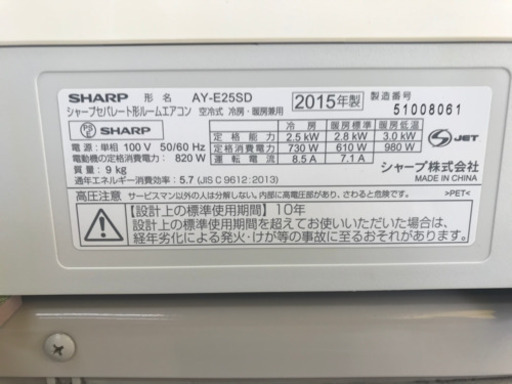 SHARP 形名 AY-E25SD 2015年製 製造番号
シャープセパレート形ルームエアコン 空冷式 冷房・暖房兼用 51008061
PS E SHARP
冷房 暖房標準 暖房低温
定格能力 2.5 kW 2.8 kW 3.0 kW
電源:単相 100 V 50/60 Hz 定格消費電力 730 W 610 W 980 W
電動機の定格消費電力: 820 W 運転電流 8.5 A 7.1 A
JET
質量: 9 kg
シャープ株式会社
通年エネルギー消費効率: 5.7 (JIS C 9612:2013) MADE IN CHINA
高圧注意 サービスマン以外の人は分解しない。内部に高電圧部があり、さわると危険です。 >PET<
【設計上の標準使用期間】10年
設計上の標準使用期間を超えてお使いいただいた場合は、
経年劣化による発火・けが等の事故に至るおそれがあります。